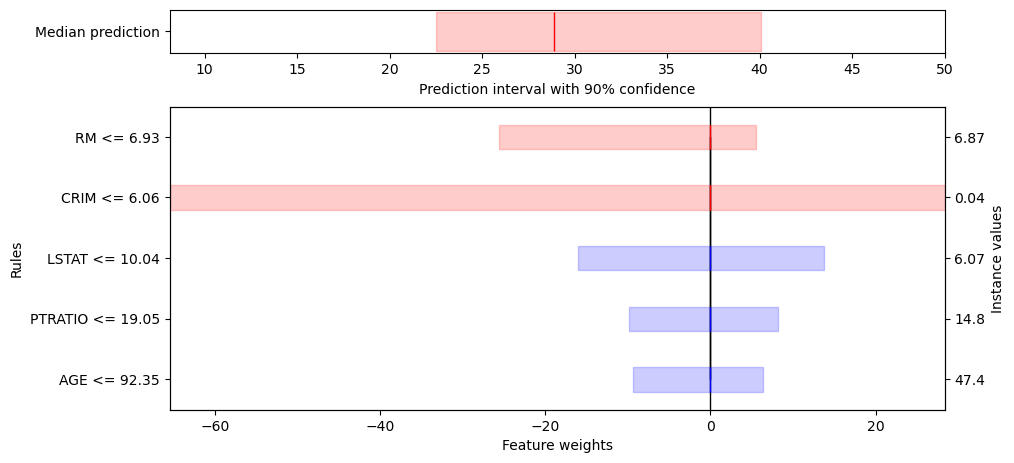 Median prediction
10 15 20 25 30 35 40 45 50
Prediction interval with 90% confidence
RM <= 6.93 6.87
CRIM <= 6.06 0.04
LSTAT <= 10.04 6.07
PTRATIO <= 19.05 14.8
AGE <= 92.35 47.4
Rules
Instance values
−60 −40 −20 0 20
Feature weights